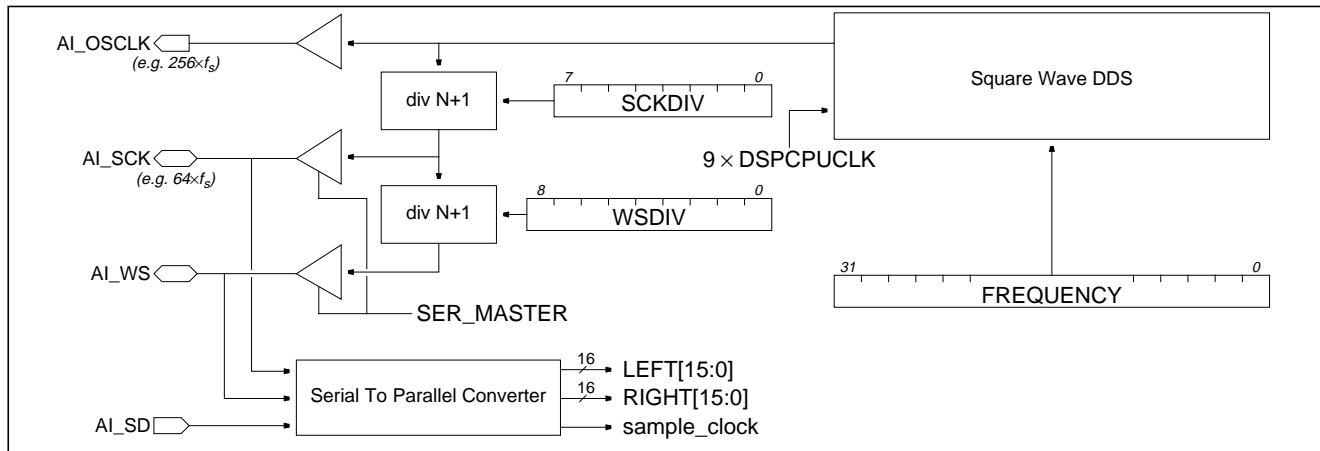 AI_OSCLK
(e.g. 256×fs)
Square Wave DDS
div N+1
7 0
SCKDIV
AI_SCK
(e.g. 64×fs)
9 × DSPCPUCLK
div N+1
8 0
WSDIV
AI_WS
31 0
FREQUENCY
SER_MASTER
Serial To Parallel Converter
16
LEFT[15:0]
16
RIGHT[15:0]
AI_SD
sample_clock